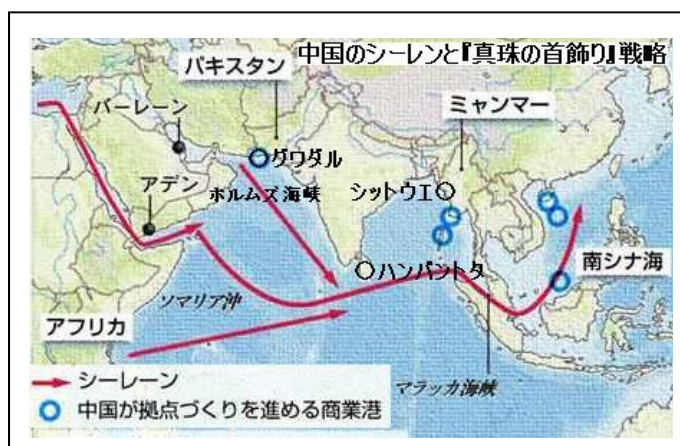 中国のシーレンと『真珠の首飾り』戦略
パキスタン
ミャンマー
バーレーン
グワダル
アデン
ホルムズ海峡
シットウエ
ハンバントタ
南シナ海
ソマリア沖
アフリカ
マラッカ海峡
シーレーン
中国が拠点づくりを進める商業港